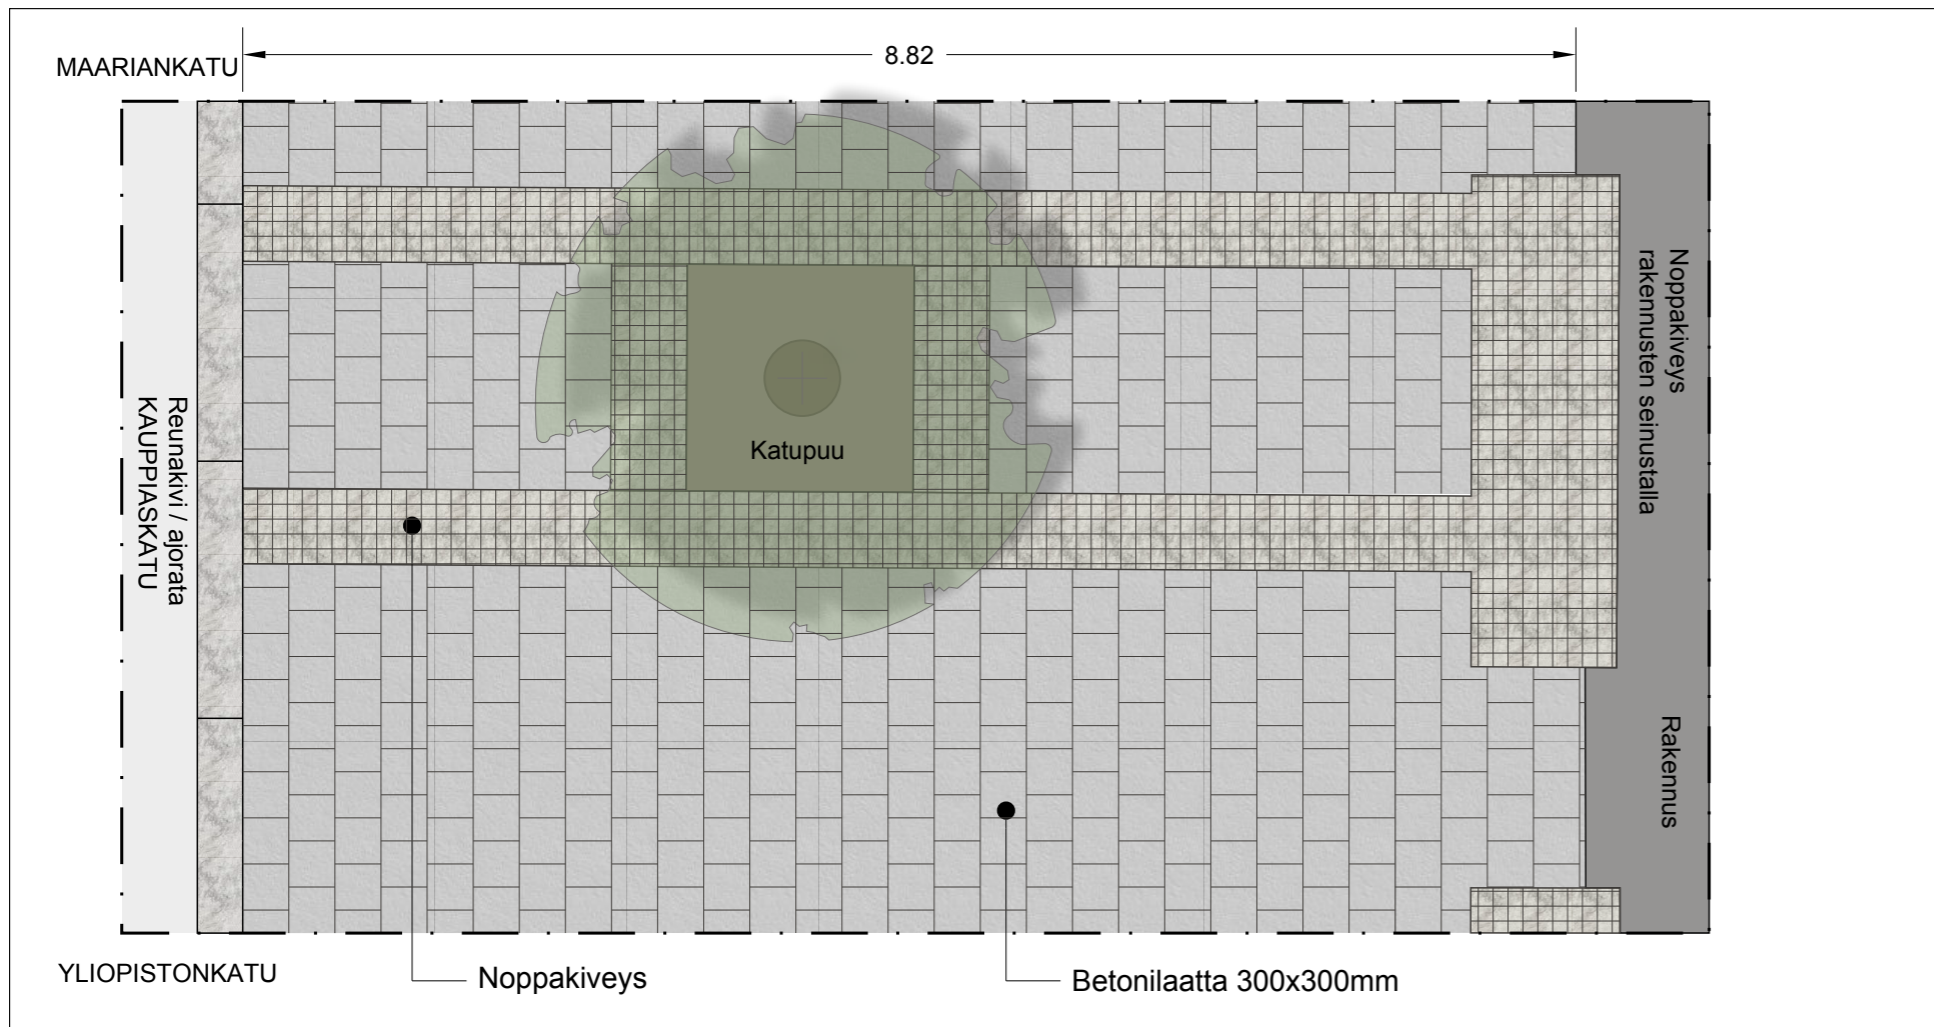 MAARIANKATU
8.82
Reunakivi / ajorata
KAUPPIASKATU
Katupuu
Noppakiveys
rakennusten seinustalla
Rakennus
YLIOPISTONKATU
Noppakiveys
Betonilaatta 300x300mm